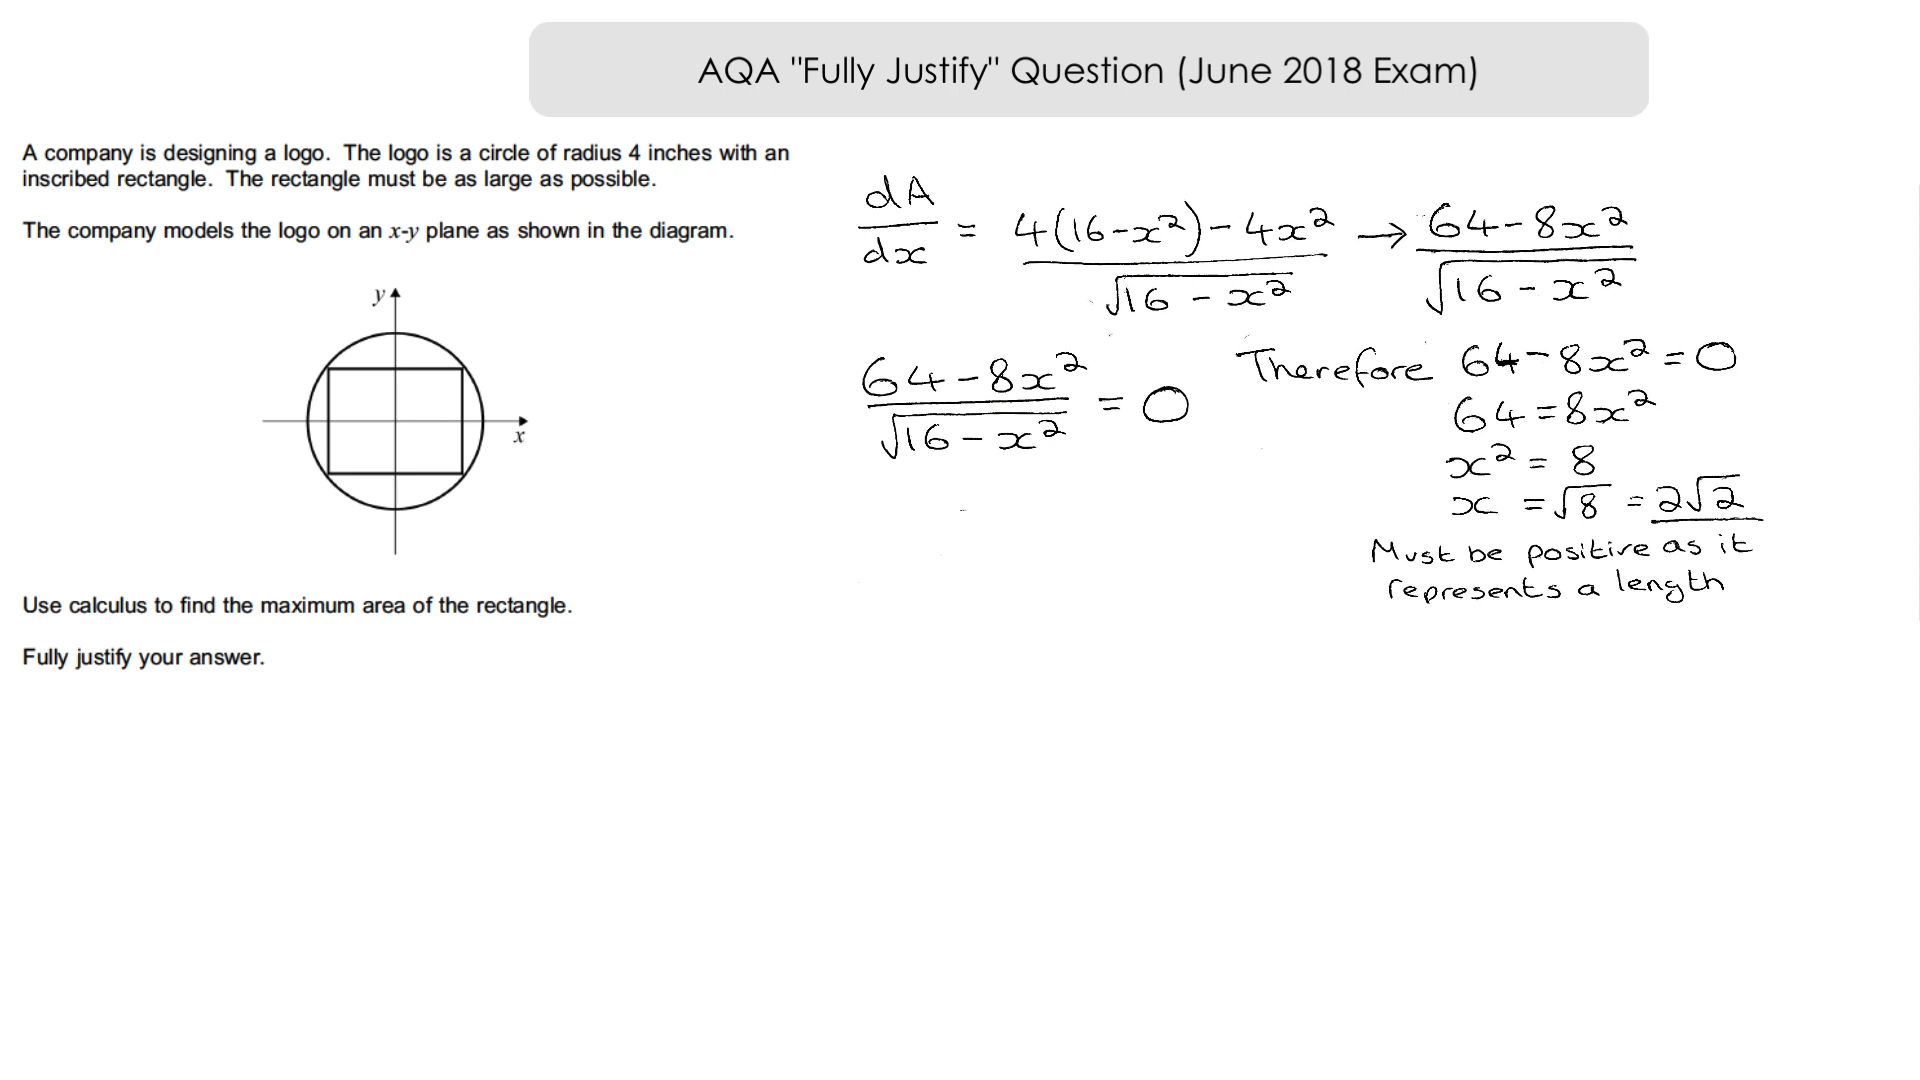 AQA "Fully Justify" Question (June 2018 Exam)
A company is designing a logo. The logo is a circle of radius 4 inches with an
inscribed rectangle. The rectangle must be as large as possible.
The company models the logo on an x-y plane as shown in the diagram.
y
x
Use calculus to find the maximum area of the rectangle.
Fully justify your answer.
dA/dx = (4(16-x²)-4x²)/√(16-x²) → (64-8x²)/√(16-x²)
(64-8x²)/√(16-x²) = 0
Therefore 64-8x²=0
64=8x²
x² = 8
x = √8 = 2√2
Must be positive as it
represents a length